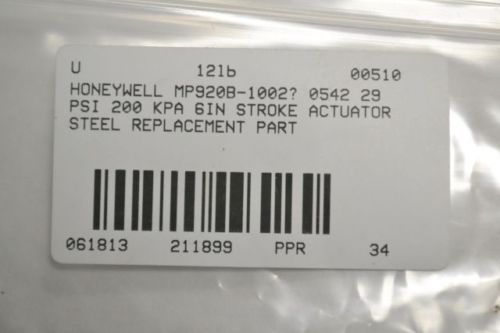 U 12lb 00510
HONEYWELL MP920B-1002? 0542 29
PSI 200 KPA 6IN STROKE ACTUATOR
STEEL REPLACEMENT PART
061813 211899 PPR 34